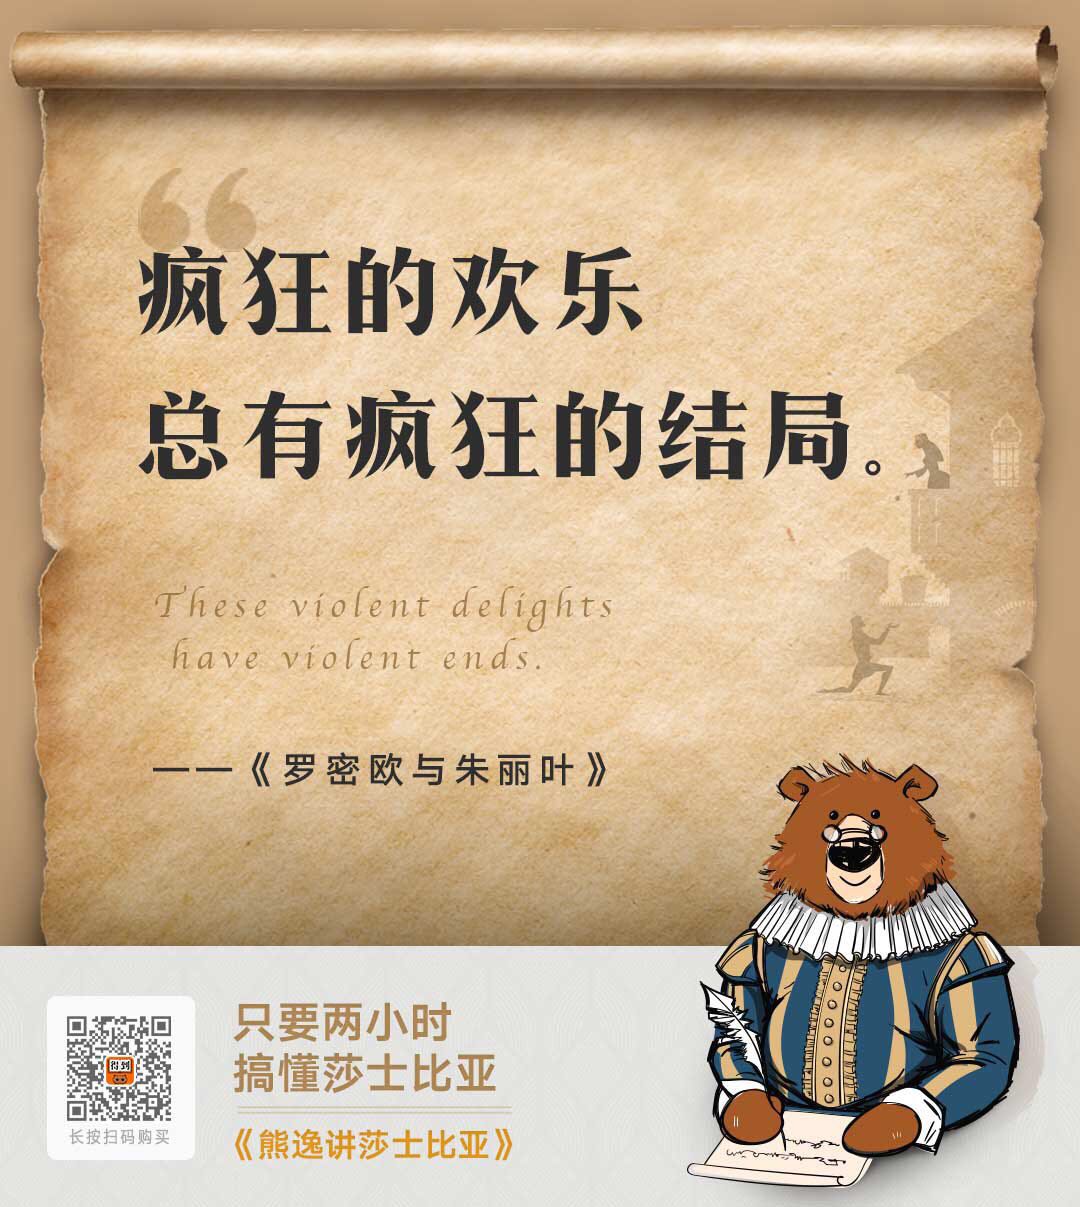 疯狂的欢乐
总有疯狂的结局。
These violent delights
have violent ends.
——《罗密欧与朱丽叶》
只要两小时
搞懂莎士比亚
《熊逸讲莎士比亚》
得到
长按扫码购买